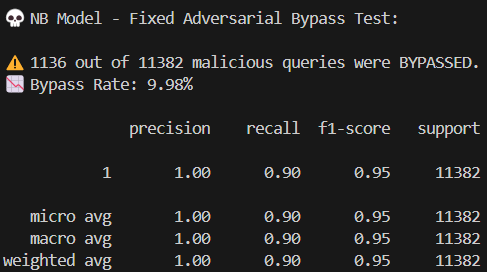 💀 NB Model - Fixed Adversarial Bypass Test:
⚠️ 1136 out of 11382 malicious queries were BYPASSED.
📉 Bypass Rate: 9.98%
precision recall f1-score support
1 1.00 0.90 0.95 11382
micro avg 1.00 0.90 0.95 11382
macro avg 1.00 0.90 0.95 11382
weighted avg 1.00 0.90 0.95 11382